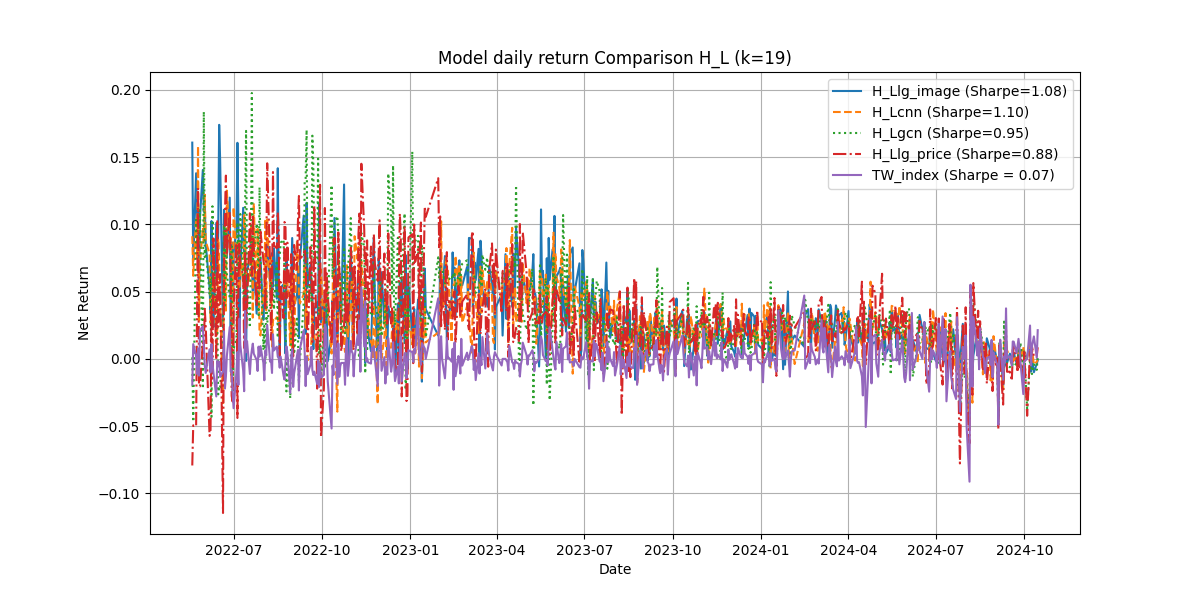 Model daily return Comparison H_L (k=19)
H_Llg_image (Sharpe=1.08)
H_Lcnn (Sharpe=1.10)
H_Lgcn (Sharpe=0.95)
H_Llg_price (Sharpe=0.88)
TW_index (Sharpe = 0.07)
Net Return
0.20
0.15
0.10
0.05
0.00
−0.05
−0.10
2022-07 2022-10 2023-01 2023-04 2023-07 2023-10 2024-01 2024-04 2024-07 2024-10
Date